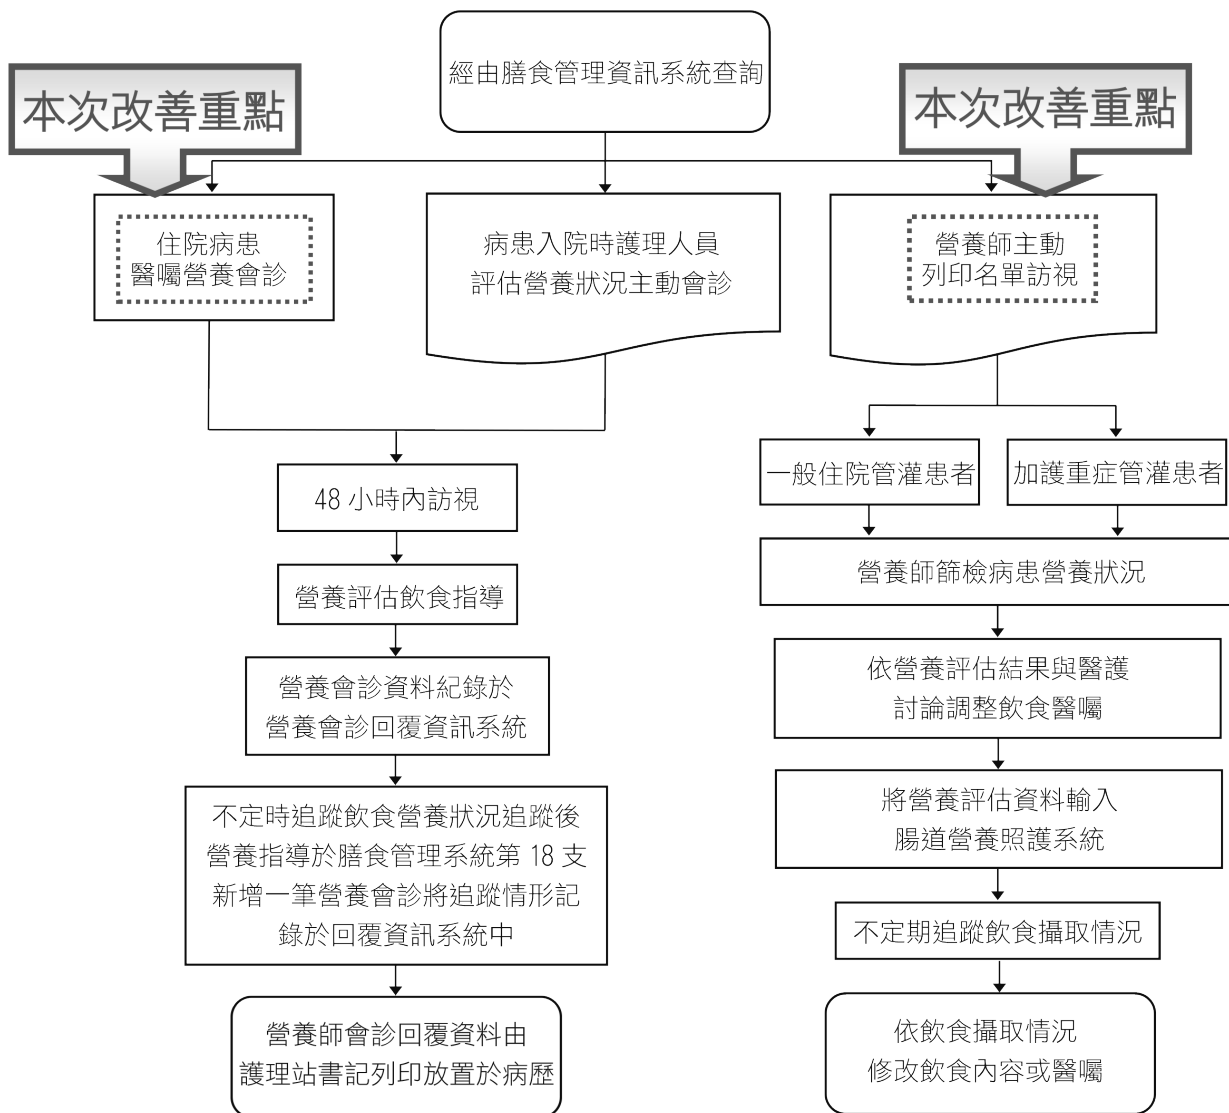 經由膳食管理資訊系統查詢
本次改善重點
本次改善重點
住院病患
醫囑營養會診
病患入院時護理人員
評估營養狀況主動會診
營養師主動
列印名單訪視
48 小時內訪視
營養評估飲食指導
營養會診資料紀錄於
營養會診回覆資訊系統
不定時追蹤飲食營養狀況追蹤後
營養指導於膳食管理系統第 18 支
新增一筆營養會診將追蹤情形記
錄於回覆資訊系統中
營養師會診回覆資料由
護理站書記列印放置於病歷
一般住院管灌患者
加護重症管灌患者
營養師篩檢病患營養狀況
依營養評估結果與醫護
討論調整飲食醫囑
將營養評估資料輸入
腸道營養照護系統
不定期追蹤飲食攝取情況
依飲食攝取情況
修改飲食內容或醫囑